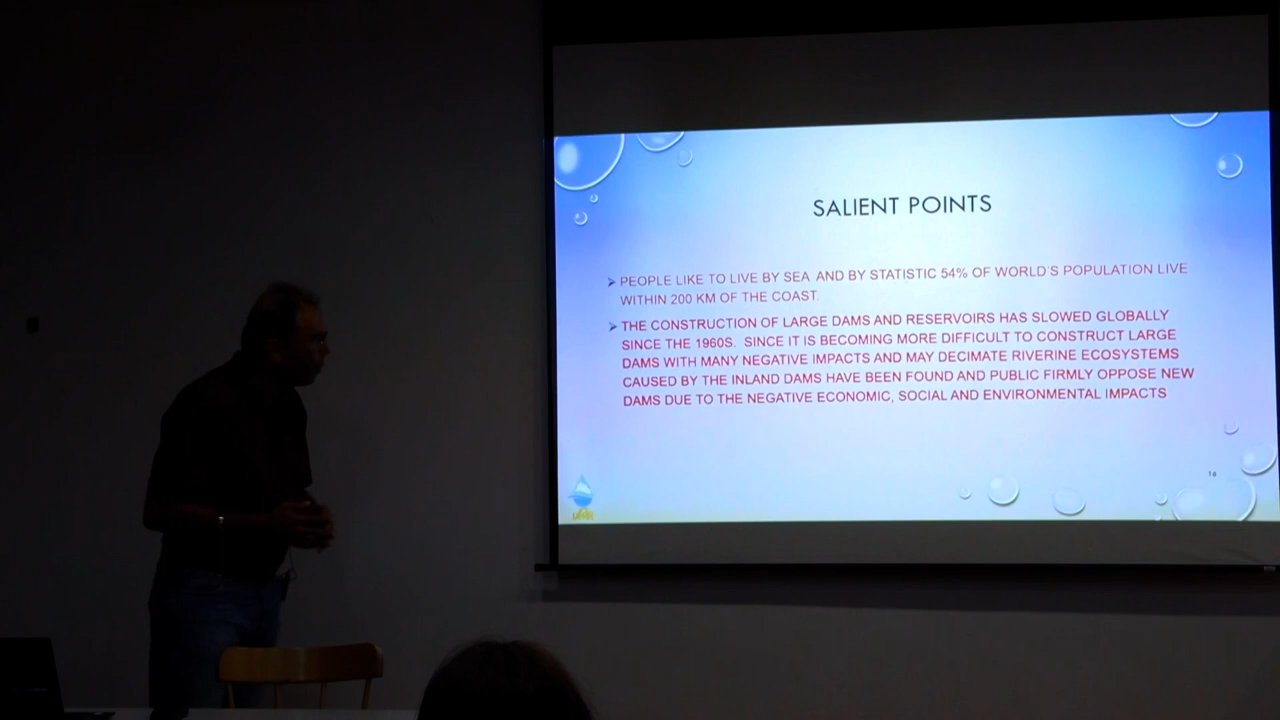 SALIENT POINTS
PEOPLE LIKE TO LIVE BY SEA AND BY STATISTIC 54% OF WORLD'S POPULATION LIVE
WITHIN 200 KM OF THE COAST.
THE CONSTRUCTION OF LARGE DAMS AND RESERVOIRS HAS SLOWED GLOBALLY
SINCE THE 1960S. SINCE IT IS BECOMING MORE DIFFICULT TO CONSTRUCT LARGE
DAMS WITH MANY NEGATIVE IMPACTS AND MAY DECIMATE RIVERINE ECOSYSTEMS
CAUSED BY THE INLAND DAMS HAVE BEEN FOUND AND PUBLIC FIRMLY OPPOSE NEW
DAMS DUE TO THE NEGATIVE ECONOMIC, SOCIAL AND ENVIRONMENTAL IMPACTS